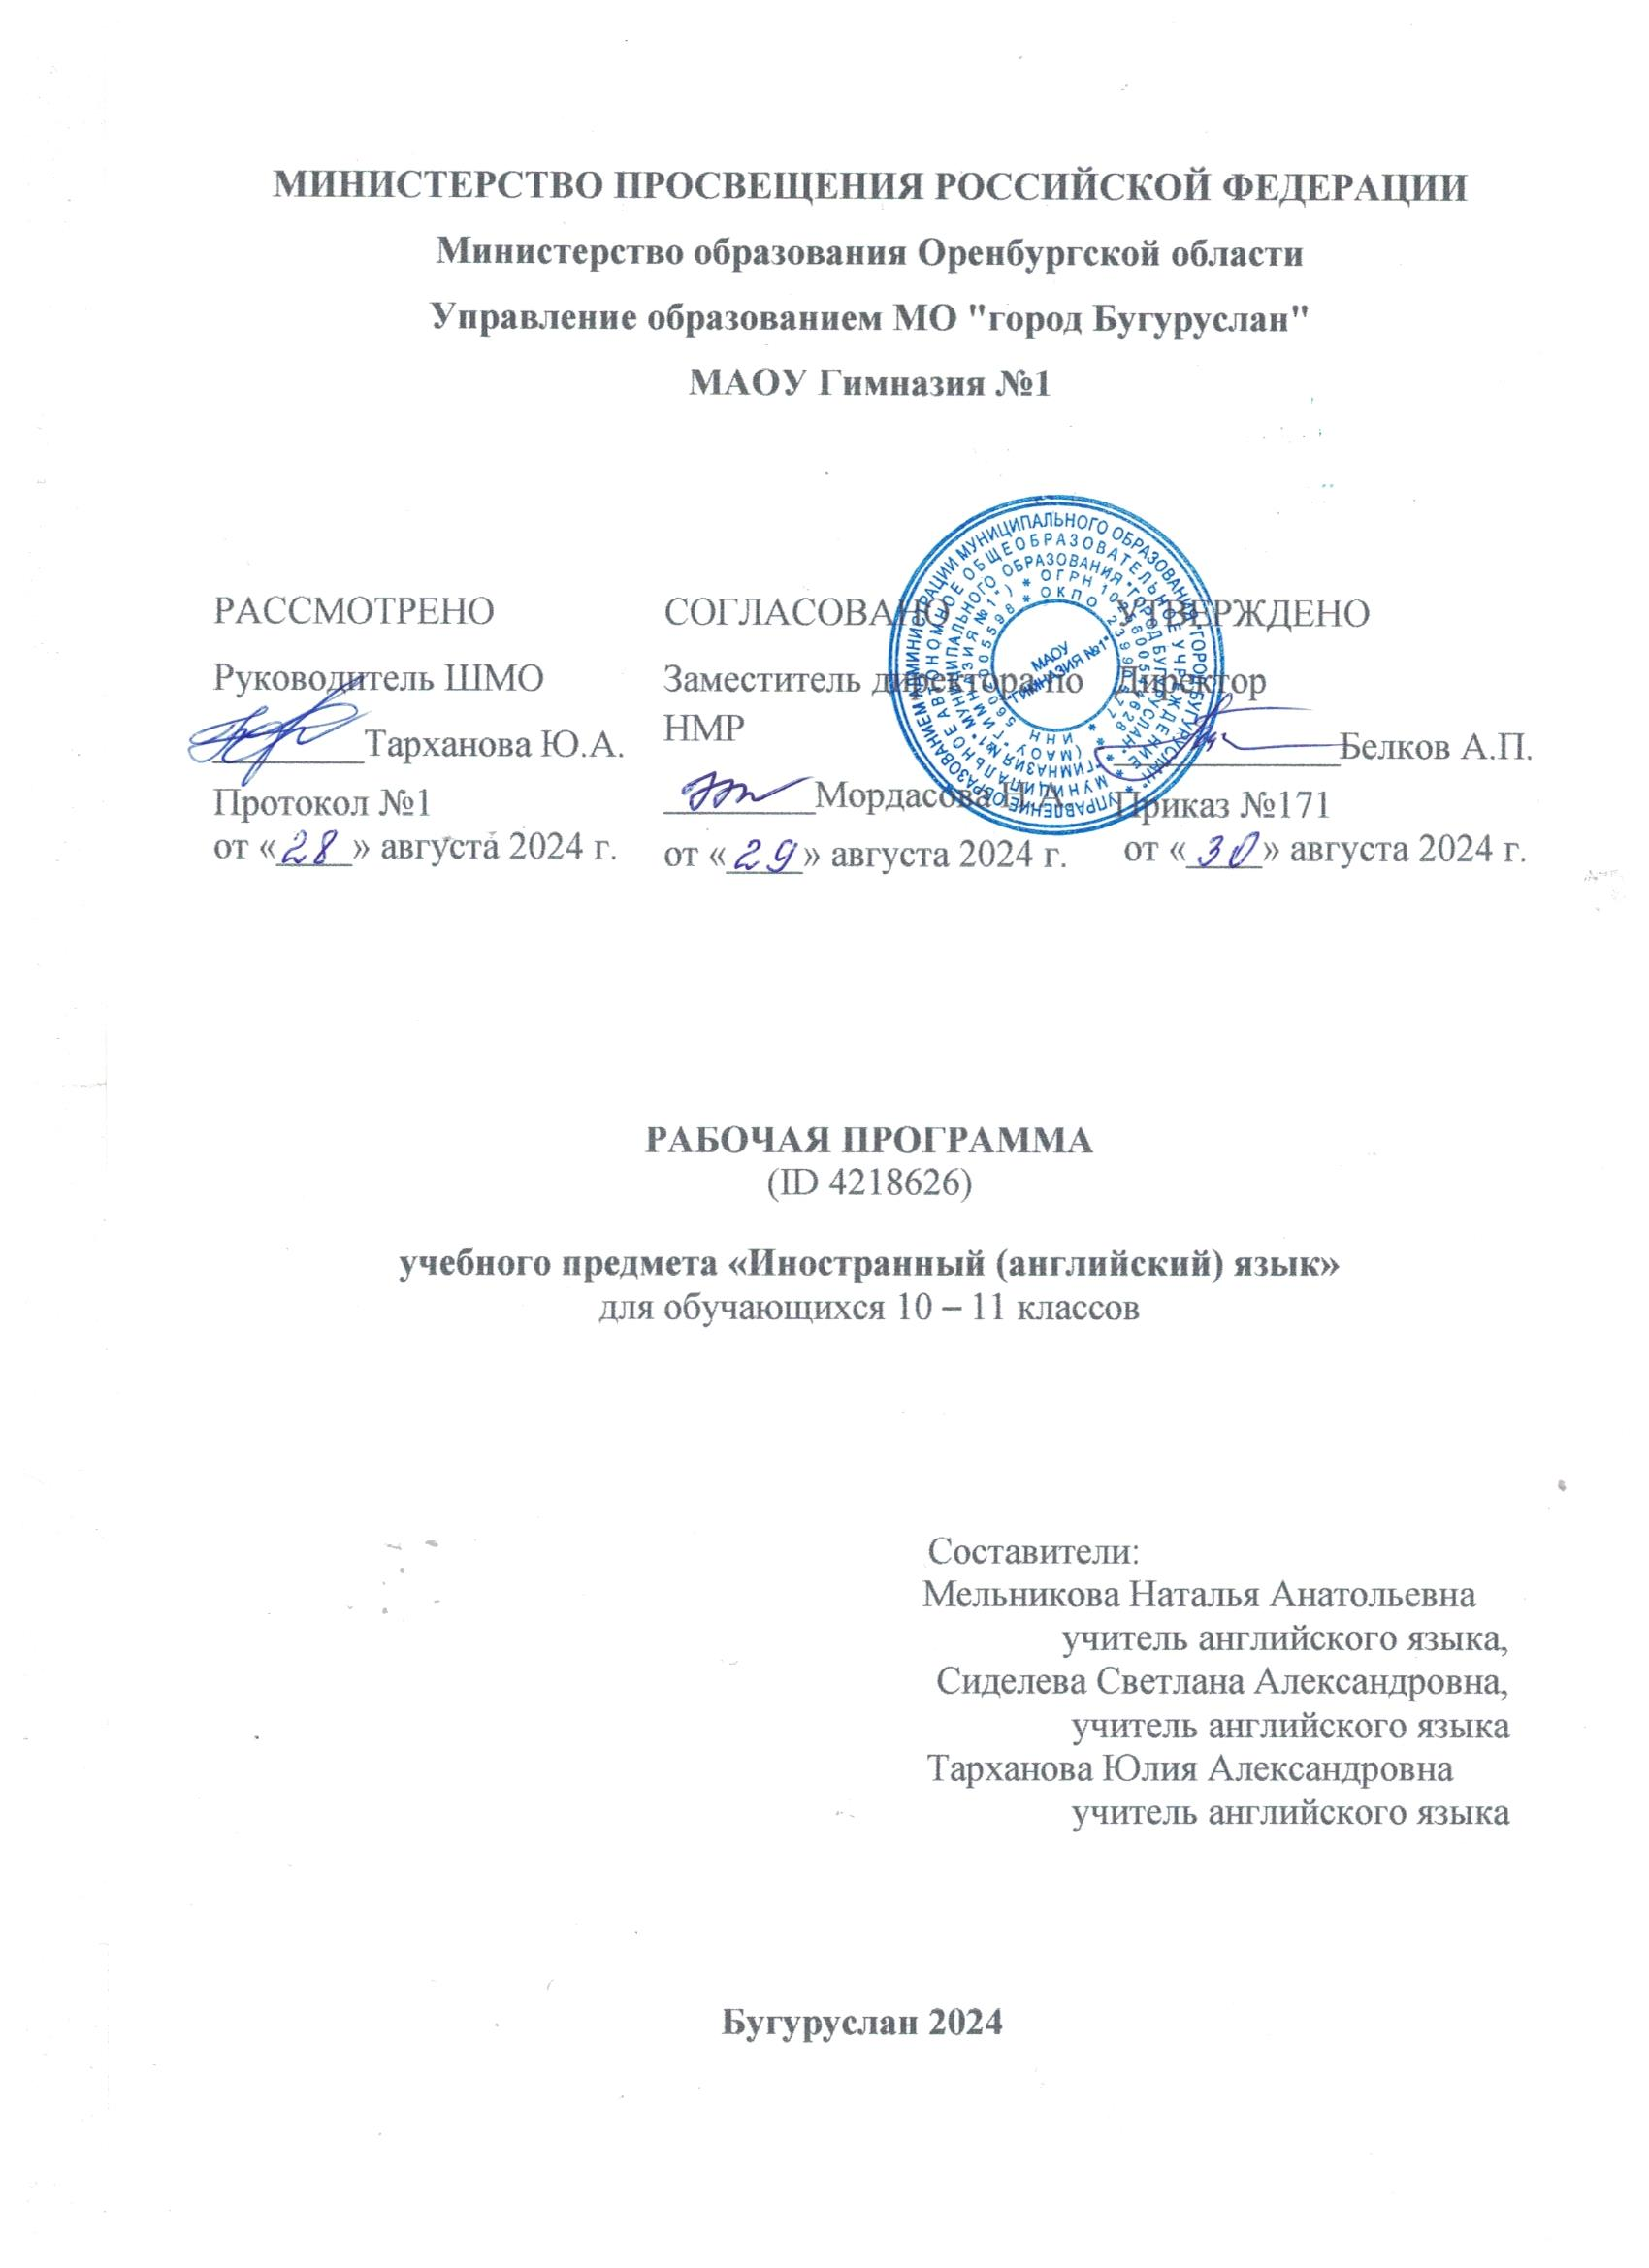 МИНИСТЕРСТВО ПРОСВЕЩЕНИЯ РОССИЙСКОЙ ФЕДЕРАЦИИ
Министерство образования Оренбургской области
Управление образованием МО "город Бугуруслан"
МАОУ Гимназия №1
РАССМОТРЕНО
Руководитель ШМО
Тарханова Ю.А.
Протокол №1
от «28» августа 2024 г.
СОГЛАСОВАНО
Заместитель директора по
НМР
Мордасова Н.А
от «29» августа 2024 г.
УТВЕРЖДЕНО
Директор
Белков А.П.
Приказ №171
от «30» августа 2024 г.
МАОУ
"ГИМНАЗИЯ №1"
РАБОЧАЯ ПРОГРАММА
(ID 4218626)
учебного предмета «Иностранный (английский) язык»
для обучающихся 10 – 11 классов
Составители:
Мельникова Наталья Анатольевна
учитель английского языка,
Сиделева Светлана Александровна,
учитель английского языка
Тарханова Юлия Александровна
учитель английского языка
Бугуруслан 2024